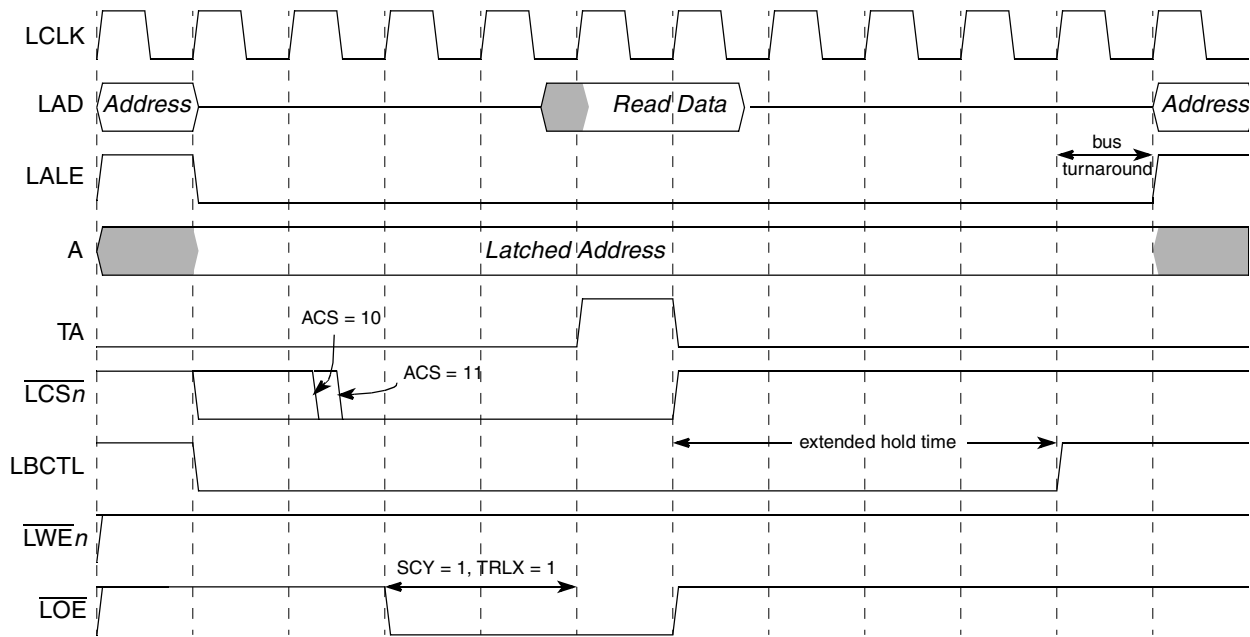 LCLK
LAD Address Read Data Address
bus
turnaround
LALE
A Latched Address
TA
ACS = 10
ACS = 11
LCSn
extended hold time
LBCTL
LWEn
SCY = 1, TRLX = 1
LOE